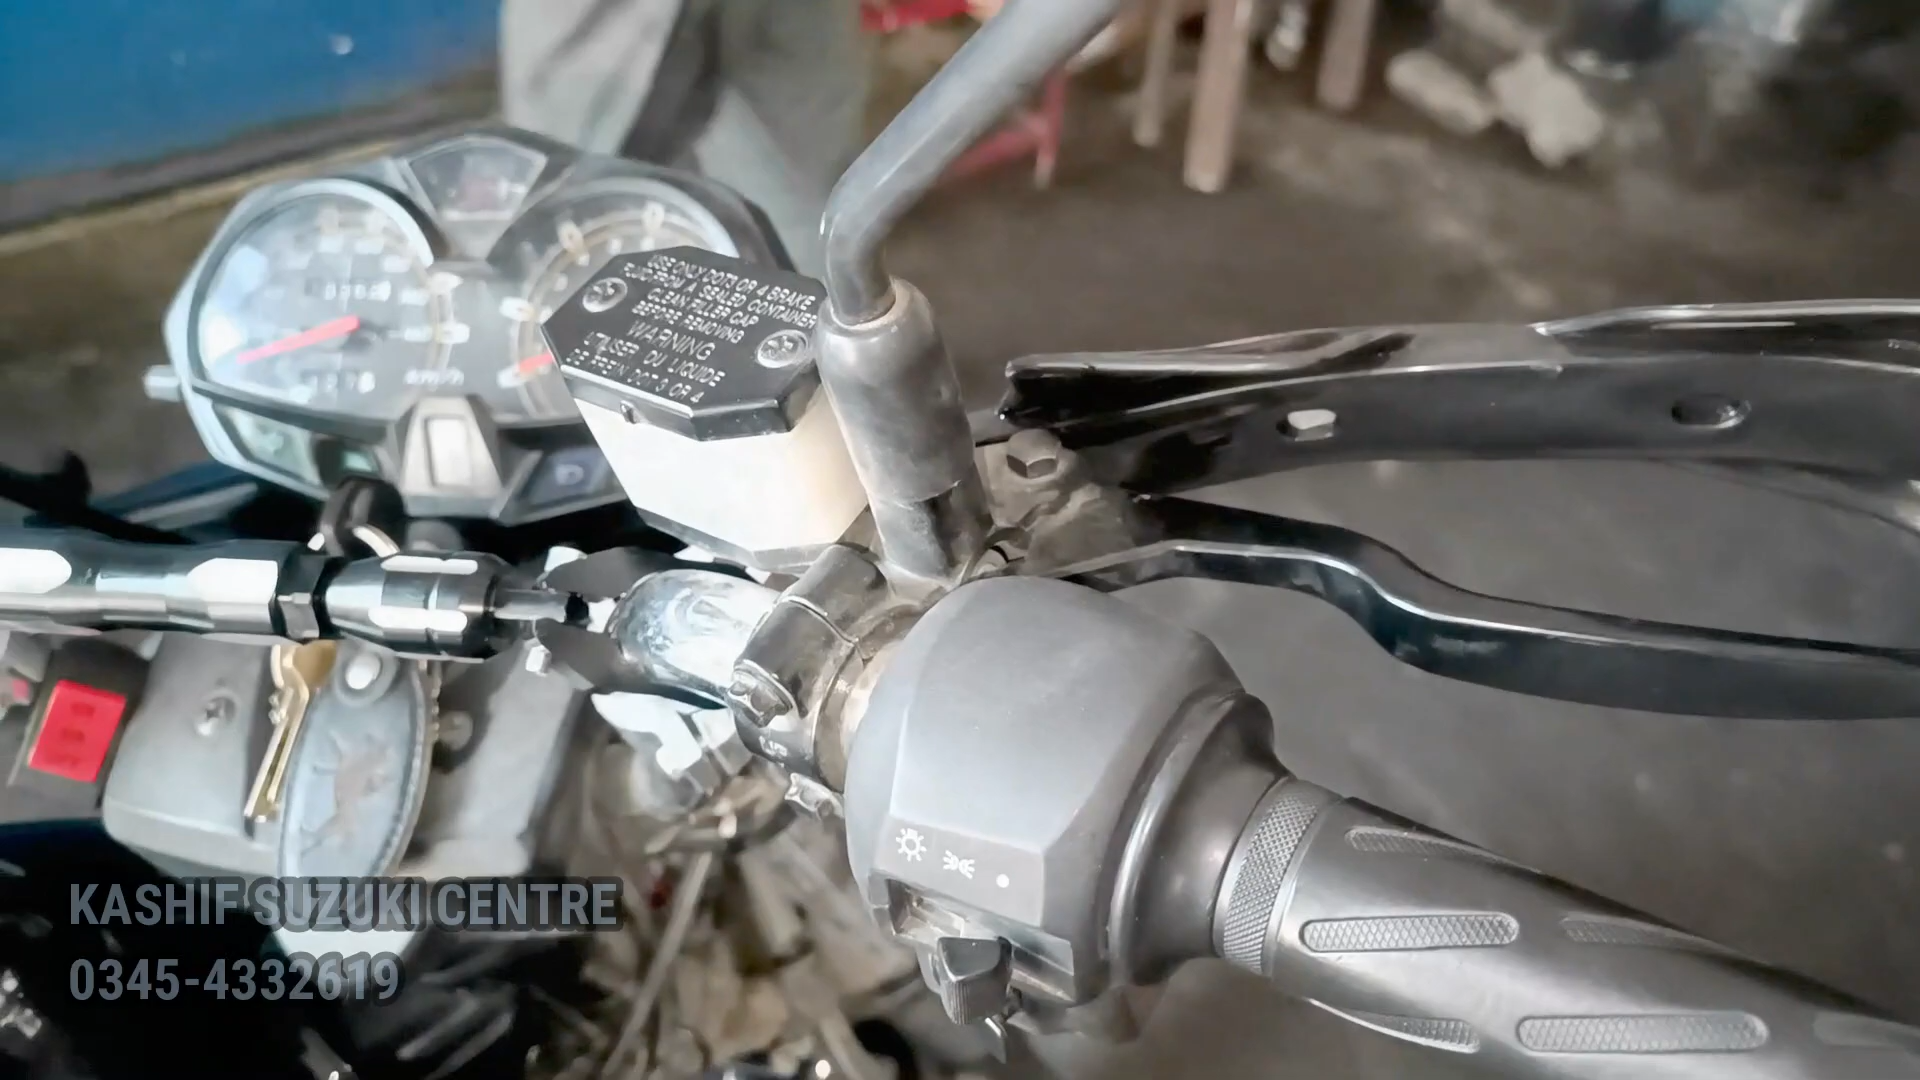 USE ONLY DOT3 OR 4 BRAKE
FLUID FROM A SEALED CONTAINER
CLEAN FILLER CAP
BEFORE REMOVING
WARNING
UTILISER DU LIQUIDE
DE FREIN DOT 3 OR 4
KASHIF SUZUKI CENTRE
0345-4332619